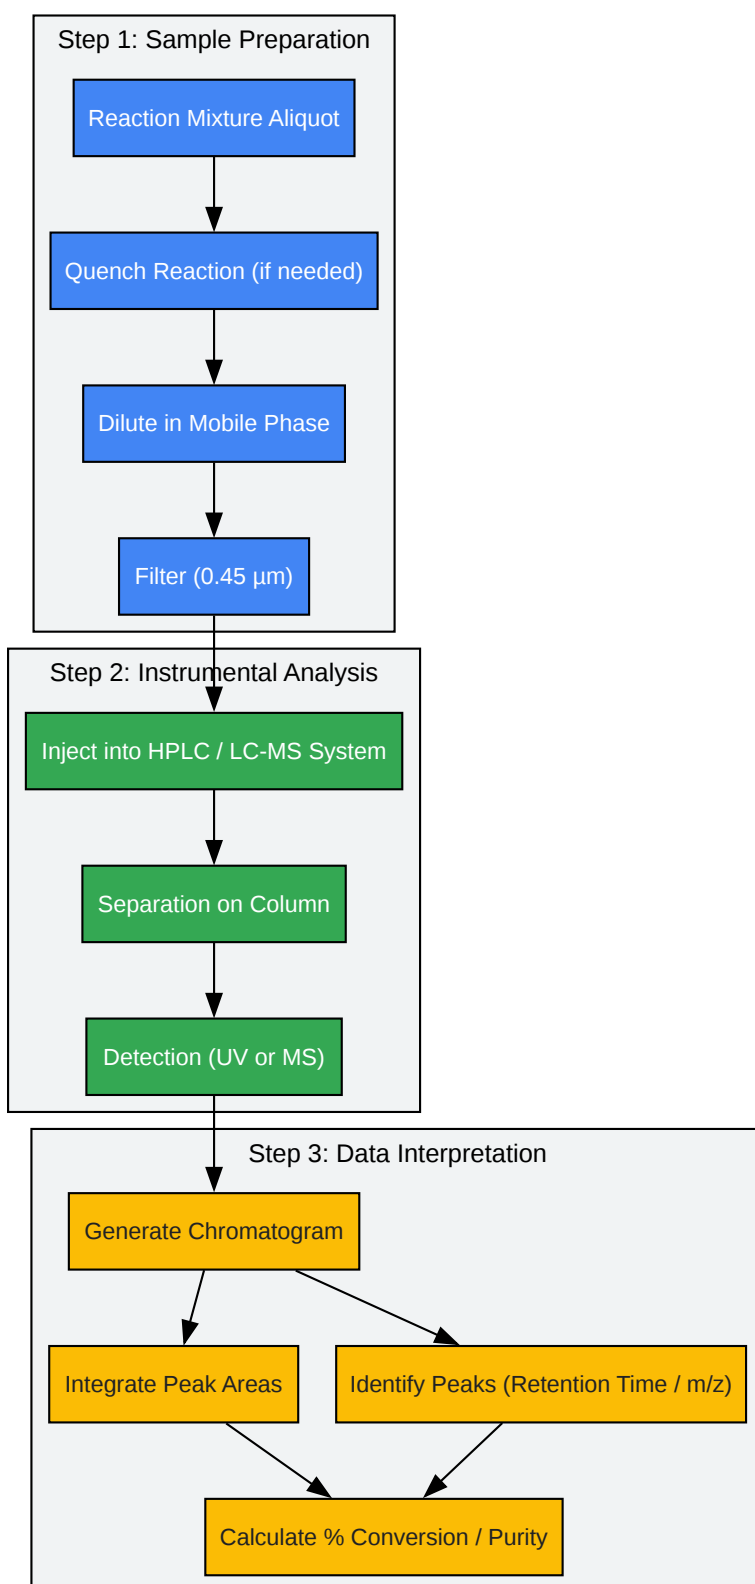 Step 1: Sample Preparation
Reaction Mixture Aliquot
Quench Reaction (if needed)
Dilute in Mobile Phase
Filter (0.45 µm)
Step 2: Instrumental Analysis
Inject into HPLC / LC-MS System
Separation on Column
Detection (UV or MS)
Step 3: Data Interpretation
Generate Chromatogram
Integrate Peak Areas
Identify Peaks (Retention Time / m/z)
Calculate % Conversion / Purity